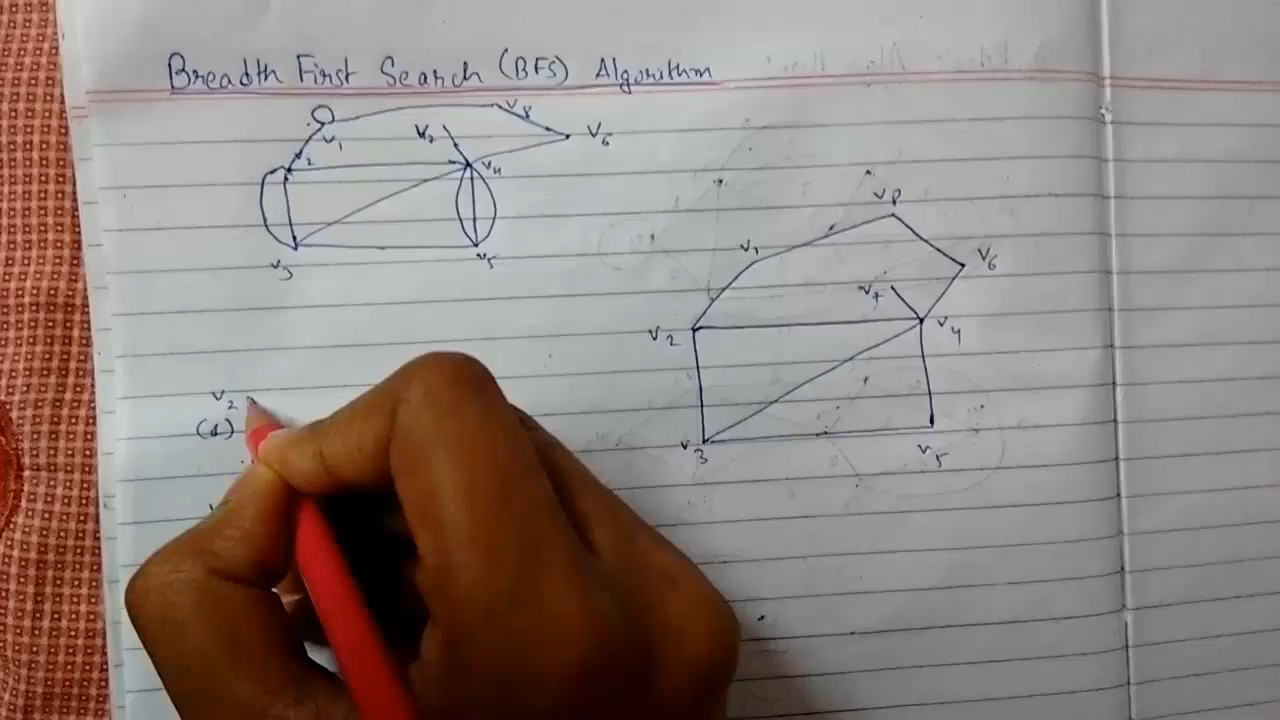 Breadth First Search (BFS) Algorithm
V8
V1 V7 V6
V2 V4
V3 V5
V8
V1 V6
V7
V2 V4
V3 V5
V2
(1)